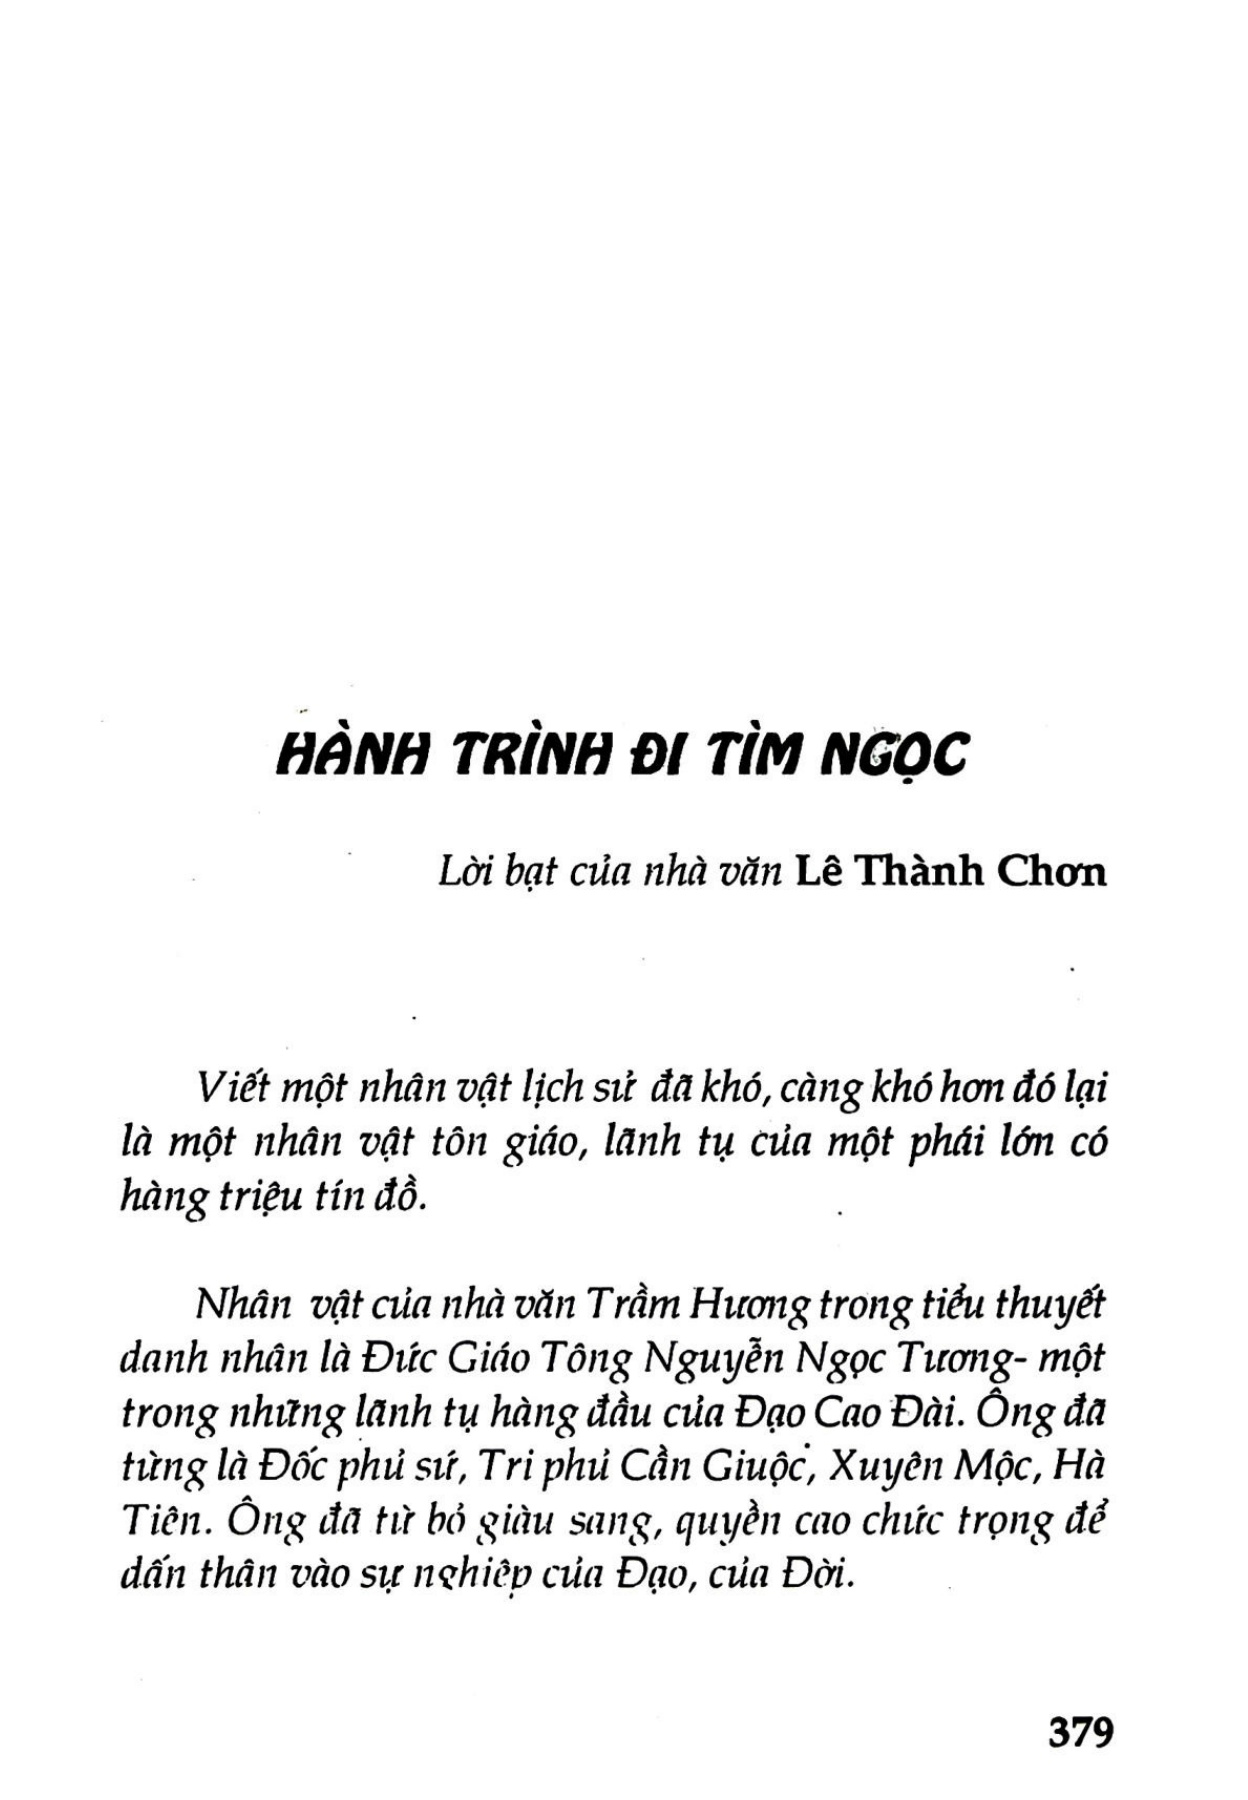 HÀNH TRÌNH ĐI TÌM NGỌC
Lời bạt của nhà văn Lê Thành Chơn
Viết một nhân vật lịch sử đã khó, càng khó hơn đó lại
là một nhân vật tôn giáo, lãnh tụ của một phái lớn có
hàng triệu tín đồ.
Nhân vật của nhà văn Trầm Hương trong tiểu thuyết
danh nhân là Đức Giáo Tông Nguyễn Ngọc Tương- một
trong những lãnh tụ hàng đầu của Đạo Cao Đài. Ông đã
từng là Đốc phủ sứ, Tri phủ Cần Giuộc, Xuyên Mộc, Hà
Tiên. Ông đã từ bỏ giàu sang, quyền cao chức trọng để
dấn thân vào sự nghiệp của Đạo, của Đời.
379